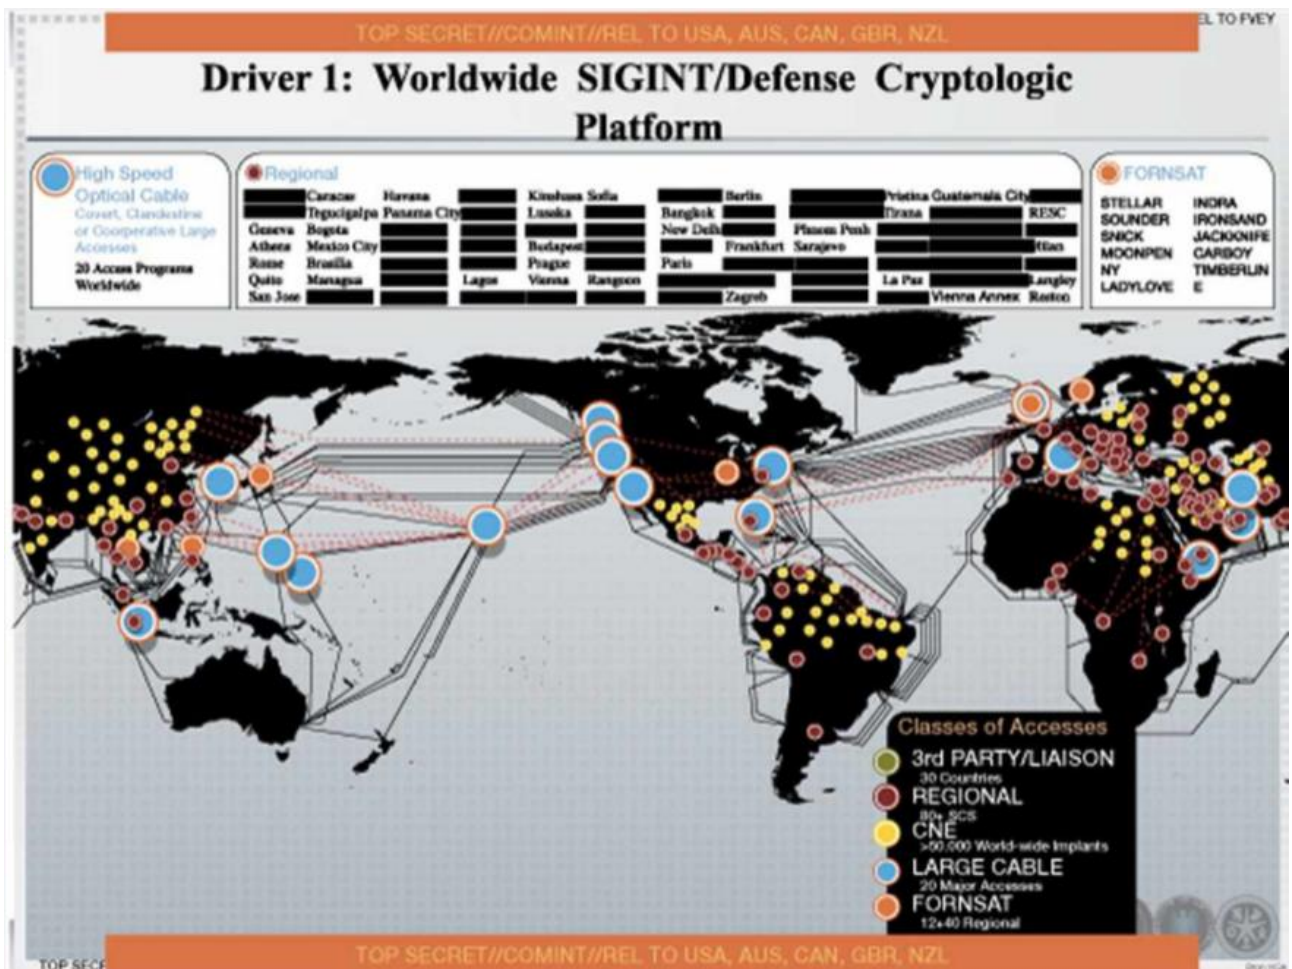 EL TO FVEY
TOP SECRET//COMINT//REL TO USA, AUS, CAN, GBR, NZL
Driver 1: Worldwide SIGINT/Defense Cryptologic
Platform
High Speed
Optical Cable
Covert, Clandestine
or Cooperative Large
Accesses
20 Access Programs
Worldwide
Regional
Caracas Havana Kinshasa Sofia Berlin Pristina Guatemala City
Tegucigalpa Panama City Lusaka Bangkok Tirana RESC
Geneva Bogota New Delhi Phnom Penh
Athens Mexico City Budapest Frankfurt Sarajevo Milan
Rome Brasilia Prague Paris
Quito Managua Lagos Vienna Rangoon La Paz Langley
San Jose Zagreb Vienna Annex Reston
FORNSAT
STELLAR INDRA
SOUNDER IRONSAND
SNICK JACKKNIFE
MOONPEN CARBOY
NY TIMBERLIN
LADYLOVE E
Classes of Accesses
3rd PARTY/LIAISON
30 Countries
REGIONAL
80+ SCS
CNE
>50,000 World-wide Implants
LARGE CABLE
20 Major Accesses
FORNSAT
12+40 Regional
TOP SECRET//COMINT//REL TO USA, AUS, CAN, GBR, NZL
TOP SECR